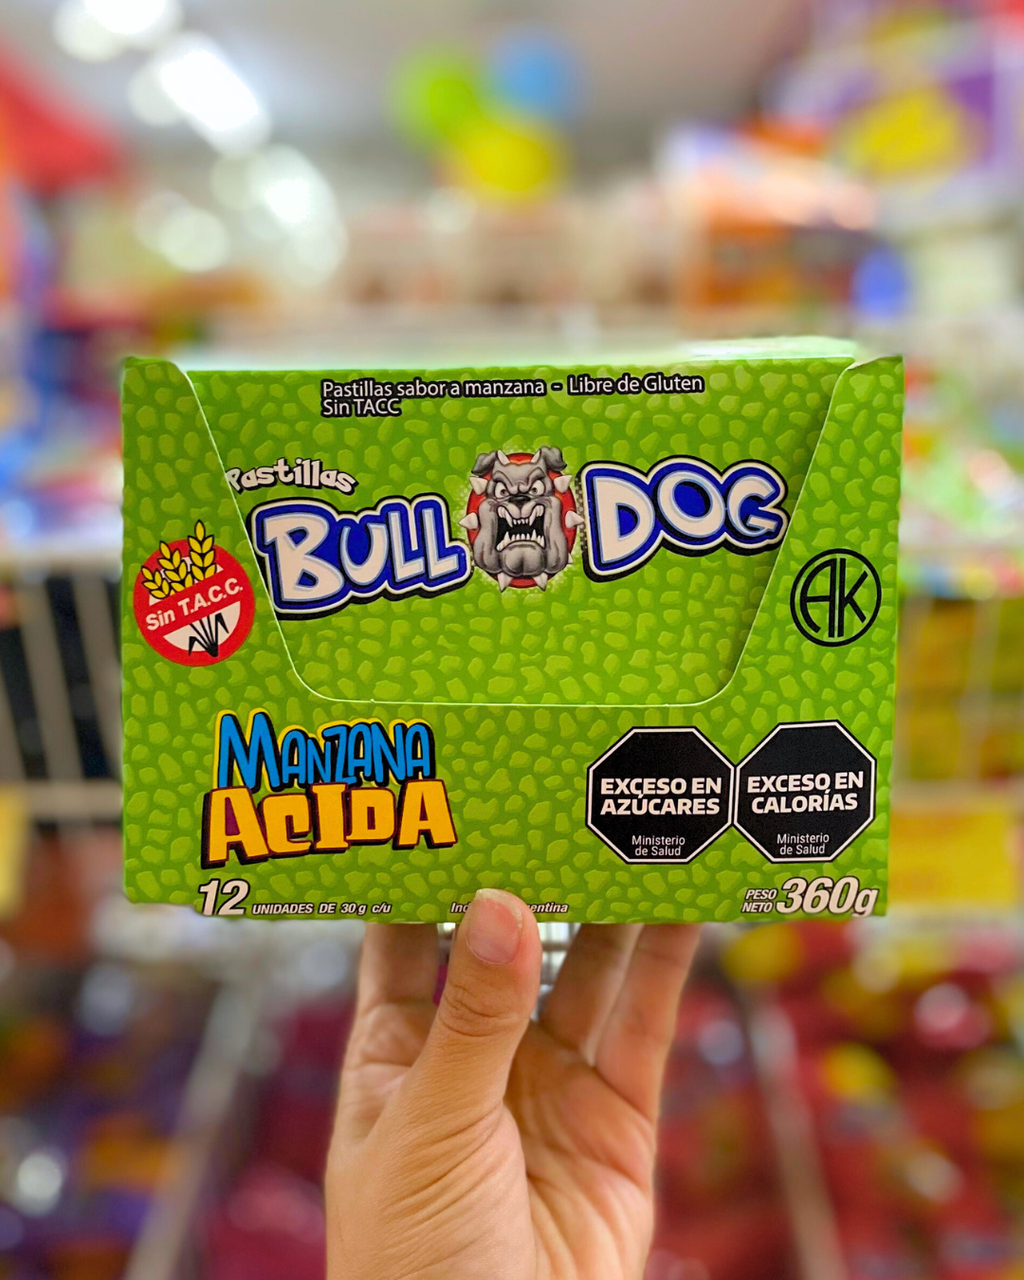 Pastillas sabor a manzana - Libre de Gluten
Sin TACC
Pastillas
BULL DOG
Sin T.A.C.C.
AK
MANZANA
ACIDA
EXCESO EN
AZÚCARES
Ministerio
de Salud
EXCESO EN
CALORÍAS
Ministerio
de Salud
12 UNIDADES DE 30 g c/u
PESO
NETO 360g